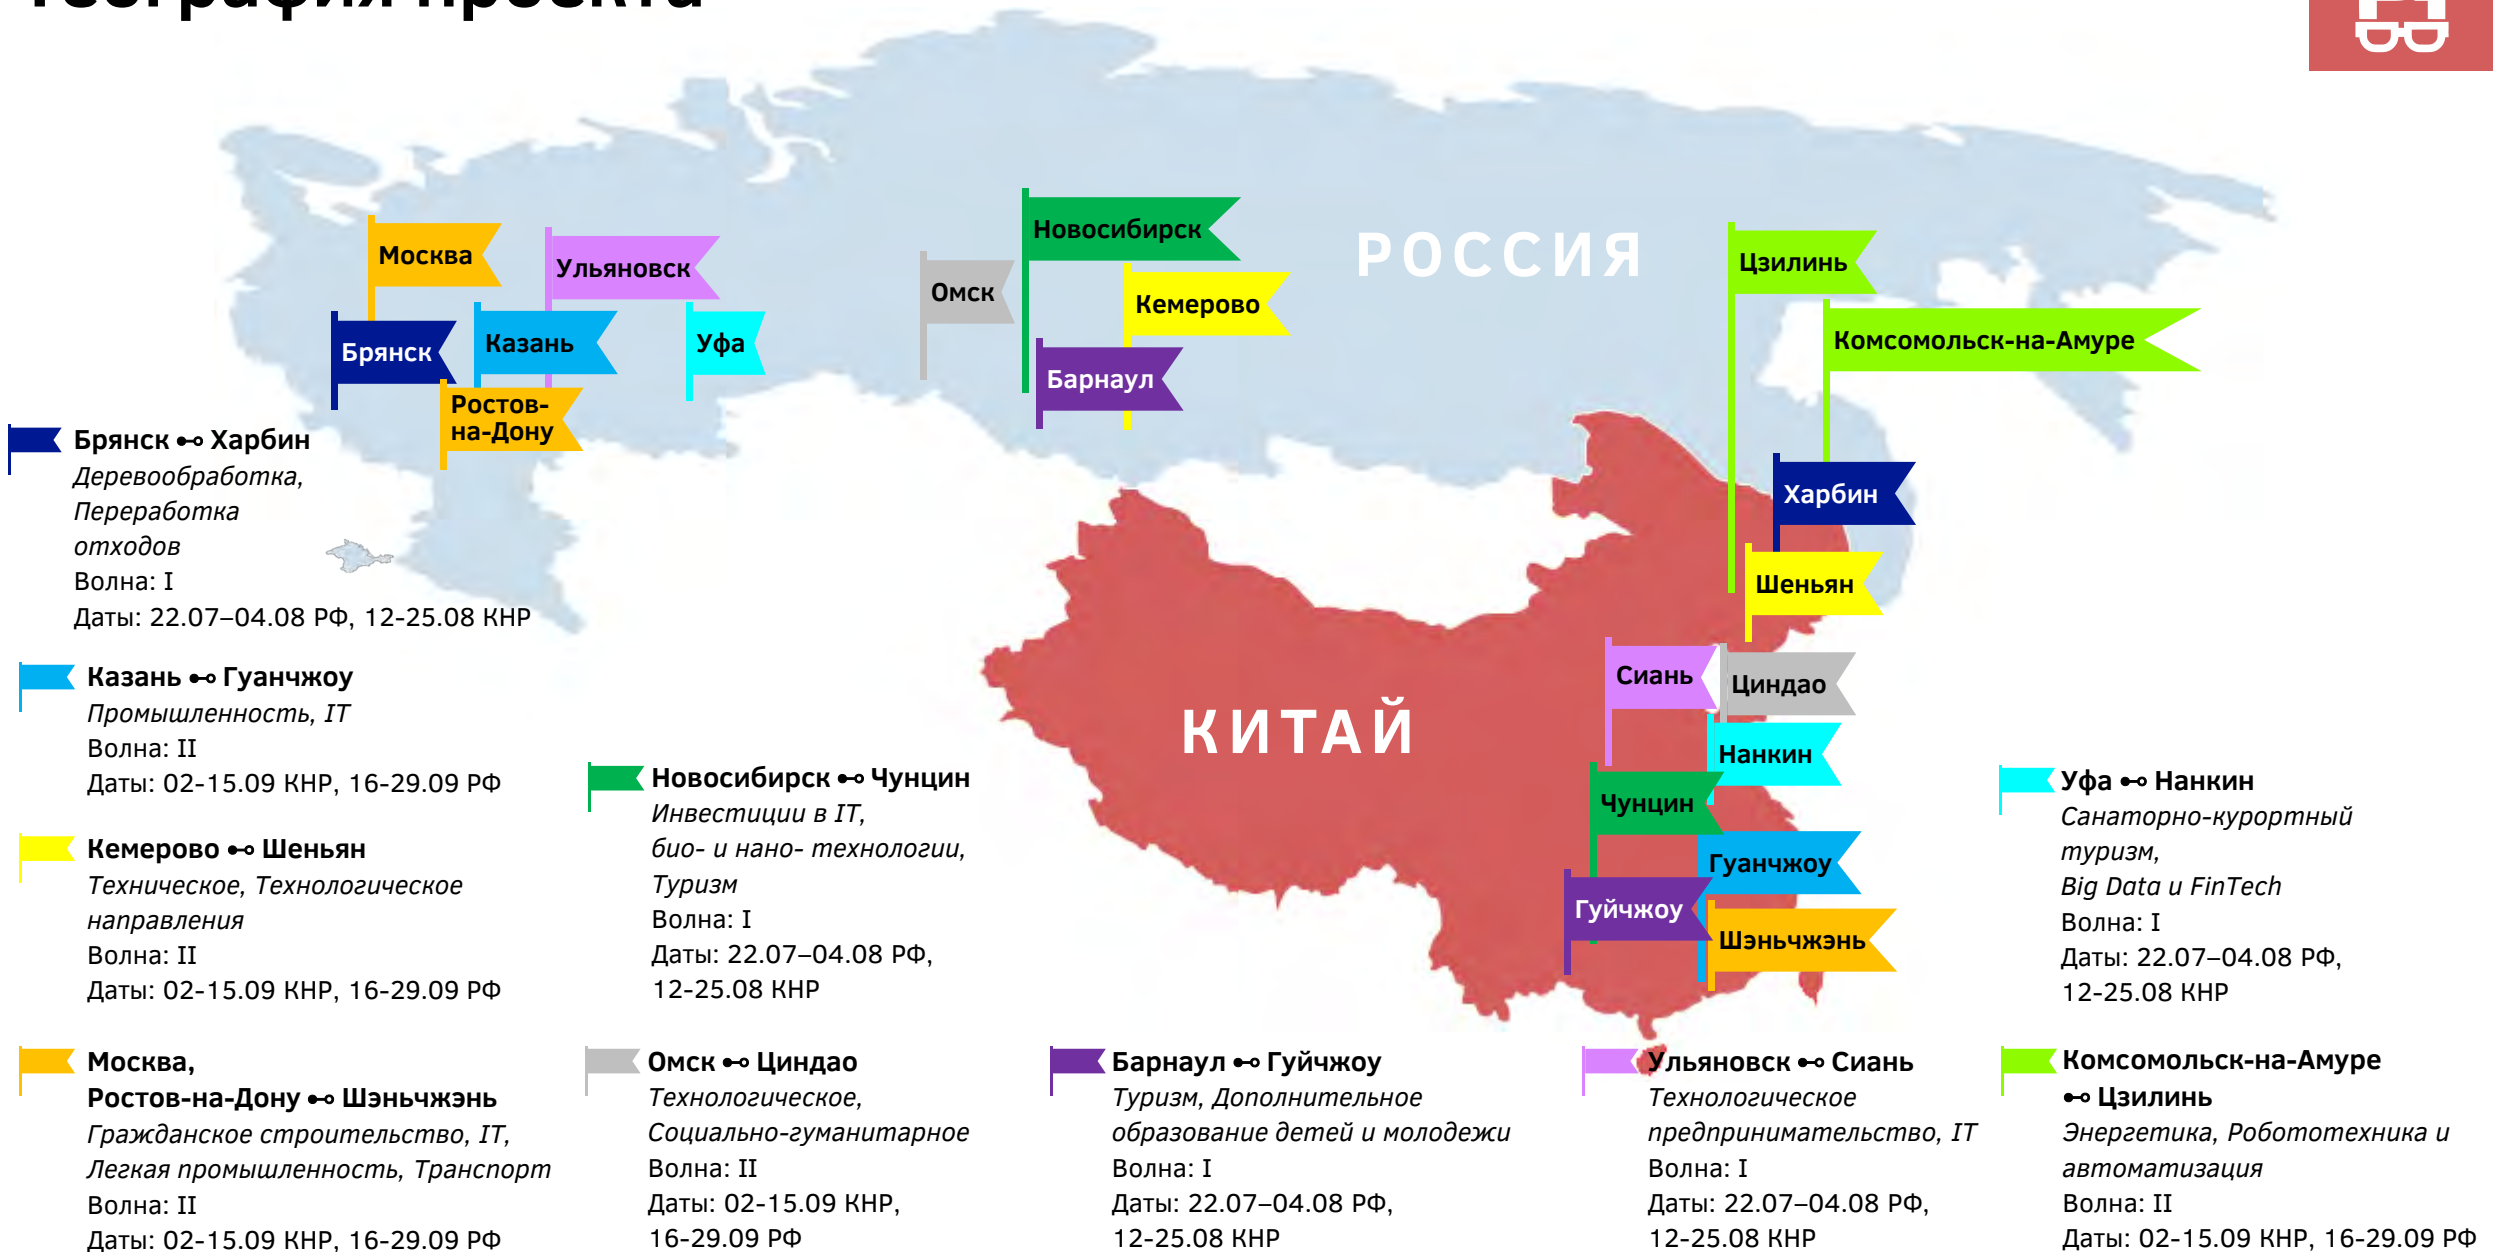 География проекта
РОССИЯ
КИТАЙ
Москва
Ульяновск
Новосибирск
Омск
Кемерово
Цзилинь
Комсомольск-на-Амуре
Брянск
Казань
Уфа
Барнаул
Ростов-
на-Дону
Харбин
Шеньян
Сиань
Циндао
Нанкин
Чунцин
Гуанчжоу
Гуйчжоу
Шэньчжэнь
Брянск Харбин
Деревообработка,
Переработка
отходов
Волна: I
Даты: 22.07–04.08 РФ, 12-25.08 КНР
Казань Гуанчжоу
Промышленность, IT
Волна: II
Даты: 02-15.09 КНР, 16-29.09 РФ
Кемерово Шеньян
Техническое, Технологическое
направления
Волна: II
Даты: 02-15.09 КНР, 16-29.09 РФ
Москва,
Ростов-на-Дону Шэньчжэнь
Гражданское строительство, IT,
Легкая промышленность, Транспорт
Волна: II
Даты: 02-15.09 КНР, 16-29.09 РФ
Новосибирск Чунцин
Инвестиции в IT,
био- и нано- технологии,
Туризм
Волна: I
Даты: 22.07–04.08 РФ,
12-25.08 КНР
Омск Циндао
Технологическое,
Социально-гуманитарное
Волна: II
Даты: 02-15.09 КНР,
16-29.09 РФ
Барнаул Гуйчжоу
Туризм, Дополнительное
образование детей и молодежи
Волна: I
Даты: 22.07–04.08 РФ,
12-25.08 КНР
Ульяновск Сиань
Технологическое
предпринимательство, IT
Волна: I
Даты: 22.07–04.08 РФ,
12-25.08 КНР
Уфа Нанкин
Санаторно-курортный
туризм,
Big Data и FinTech
Волна: I
Даты: 22.07–04.08 РФ,
12-25.08 КНР
Комсомольск-на-Амуре
Цзилинь
Энергетика, Робототехника и
автоматизация
Волна: II
Даты: 02-15.09 КНР, 16-29.09 РФ